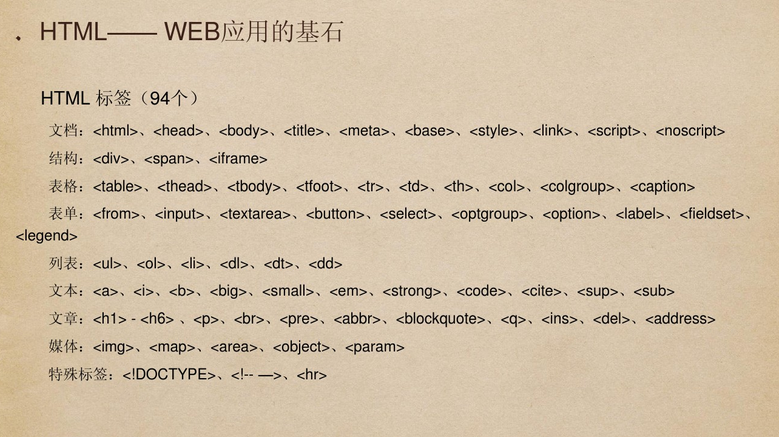 . HTML—— WEB应用的基石
HTML 标签（94个）
文档：<html>、<head>、<body>、<title>、<meta>、<base>、<style>、<link>、<script>、<noscript>
结构：<div>、<span>、<iframe>
表格：<table>、<thead>、<tbody>、<tfoot>、<tr>、<td>、<th>、<col>、<colgroup>、<caption>
表单：<from>、<input>、<textarea>、<button>、<select>、<optgroup>、<option>、<label>、<fieldset>、
<legend>
列表：<ul>、<ol>、<li>、<dl>、<dt>、<dd>
文本：<a>、<i>、<b>、<big>、<small>、<em>、<strong>、<code>、<cite>、<sup>、<sub>
文章：<h1> - <h6> 、<p>、<br>、<pre>、<abbr>、<blockquote>、<q>、<ins>、<del>、<address>
媒体：<img>、<map>、<area>、<object>、<param>
特殊标签：<!DOCTYPE>、<!-- —>、<hr>